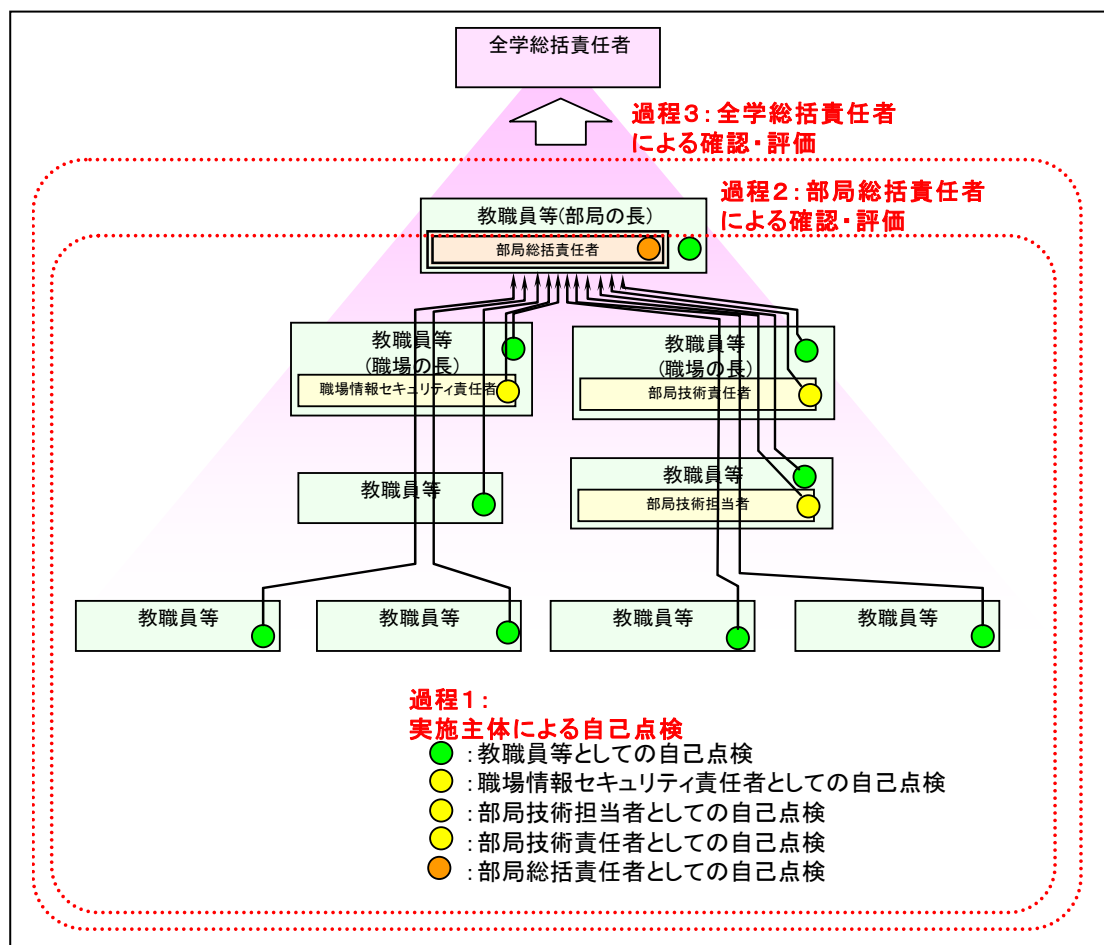 全学総括責任者
過程3:全学総括責任者
による確認・評価
過程2:部局総括責任者
による確認・評価
教職員等(部局の長)
部局総括責任者
教職員等
(職場の長)
職場情報セキュリティ責任者
教職員等
(職場の長)
部局技術責任者
教職員等
教職員等
部局技術担当者
教職員等
教職員等
教職員等
教職員等
過程1:
実施主体による自己点検
:教職員等としての自己点検
:職場情報セキュリティ責任者としての自己点検
:部局技術担当者としての自己点検
:部局技術責任者としての自己点検
:部局総括責任者としての自己点検